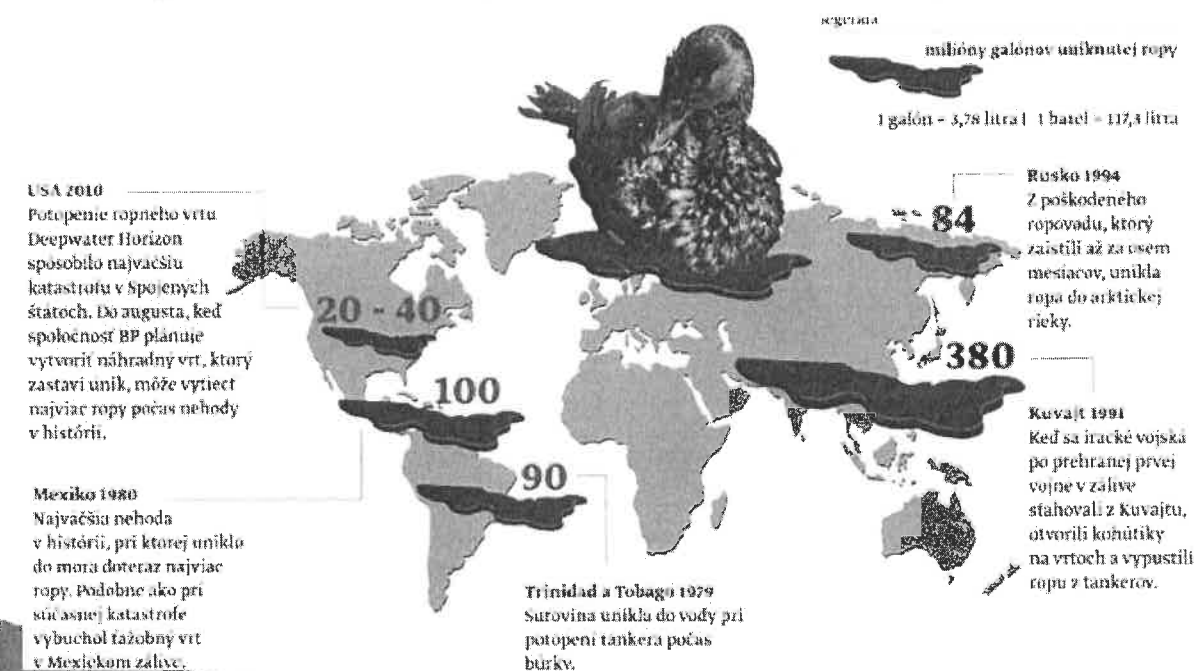 legenda
milióny galónov uniknutej ropy
1 galón = 3,78 litra | 1 barel = 117,3 litra
USA 2010
Potopenie ropného vrtu
Deepwater Horizon
spôsobilo najväčšiu
katastrofu v Spojených
štátoch. Do augusta, keď
spoločnosť BP plánuje
vytvoriť náhradný vrt, ktorý
zastaví únik, môže vytiecť
najviac ropy počas nehody
v histórii.
20 - 40
100
Mexiko 1980
Najväčšia nehoda
v histórii, pri ktorej uniklo
do mora doteraz najviac
ropy. Podobne ako pri
súčasnej katastrofe
vybuchol ťažobný vrt
v Mexickom zálive.
90
Trinidad a Tobago 1979
Surovina unikla do vody pri
potopení tankera počas
búrky.
84
Rusko 1994
Z poškodeného
ropovodu, ktorý
zaistili až za osem
mesiacov, unikla
ropa do arktickej
rieky.
380
Kuvajt 1991
Keď sa iracké vojská
po prehranej prvej
vojne v zálive
sťahovali z Kuvajtu,
otvorili kohútiky
na vrtoch a vypustili
ropu z tankerov.